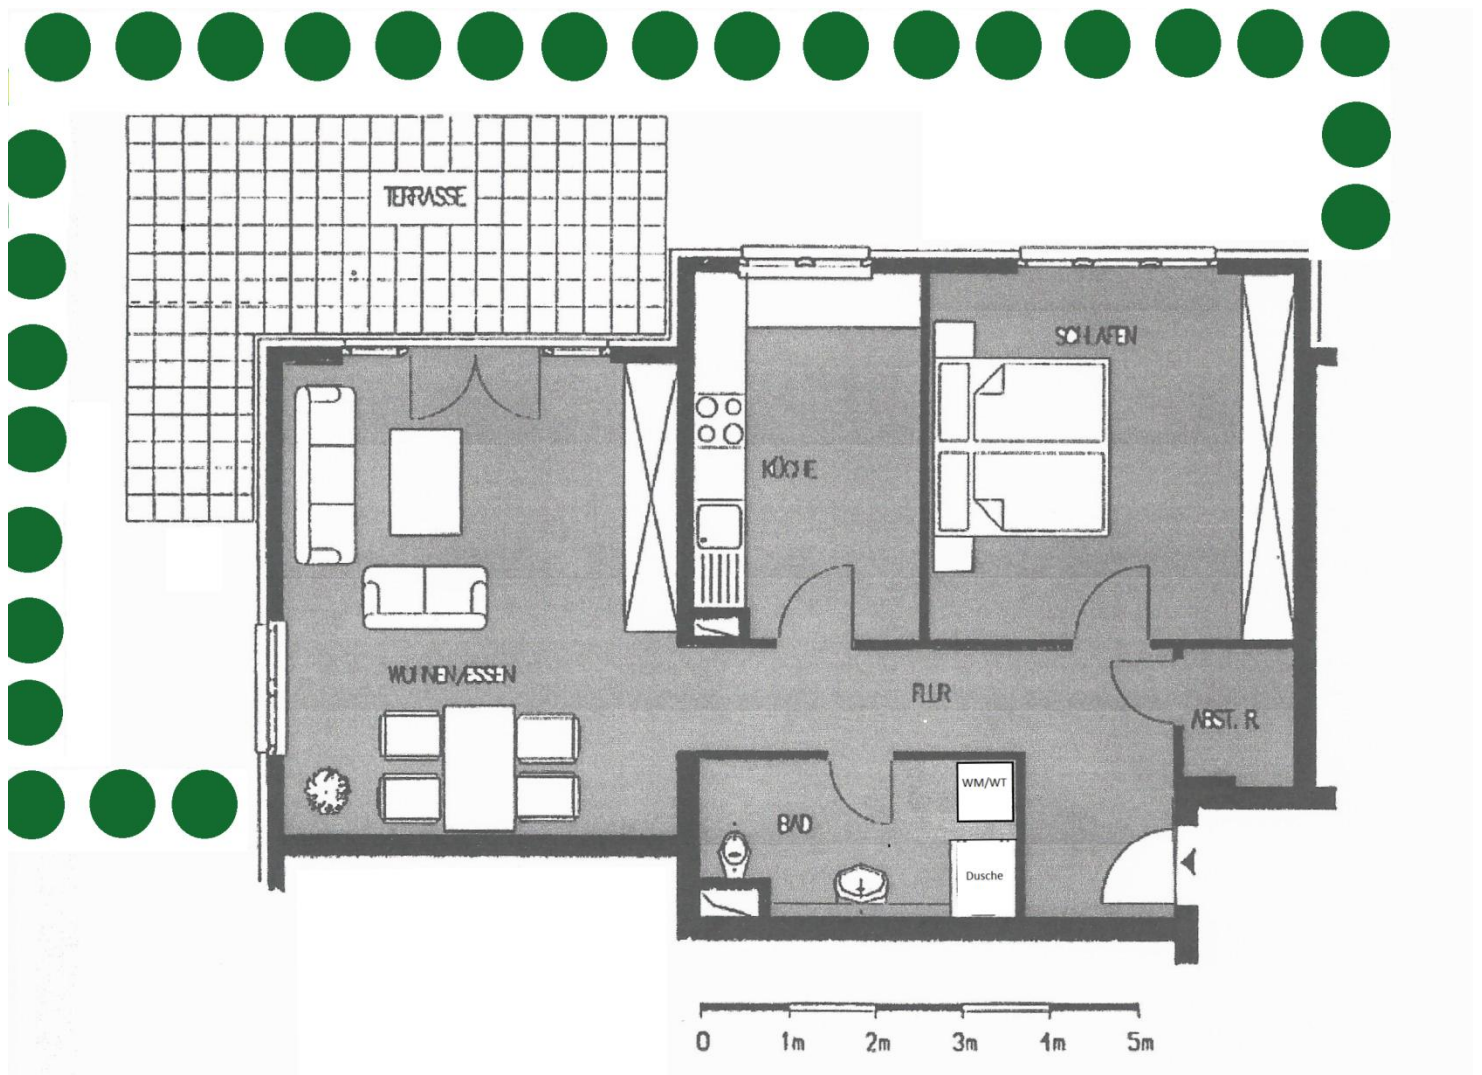 TERRASSE
SCHLAFEN
KÜCHE
WOHNEN/ESSEN
FLUR
ABST. R.
WM/WT
BAD
Dusche
0 1m 2m 3m 4m 5m